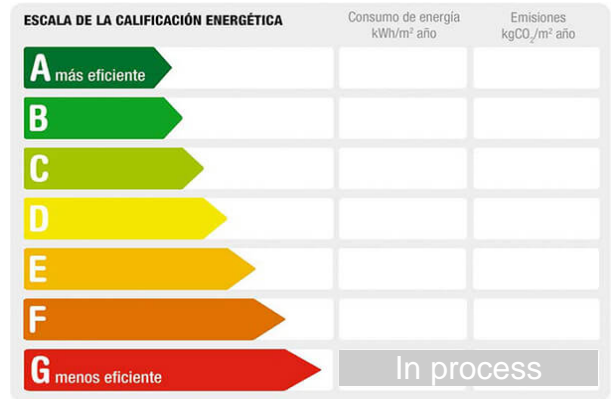 ESCALA DE LA CALIFICACIÓN ENERGÉTICA
Consumo de energía
kWh/m² año
Emisiones
kgCO₂/m² año
A más eficiente
B
C
D
E
F
G menos eficiente
In process